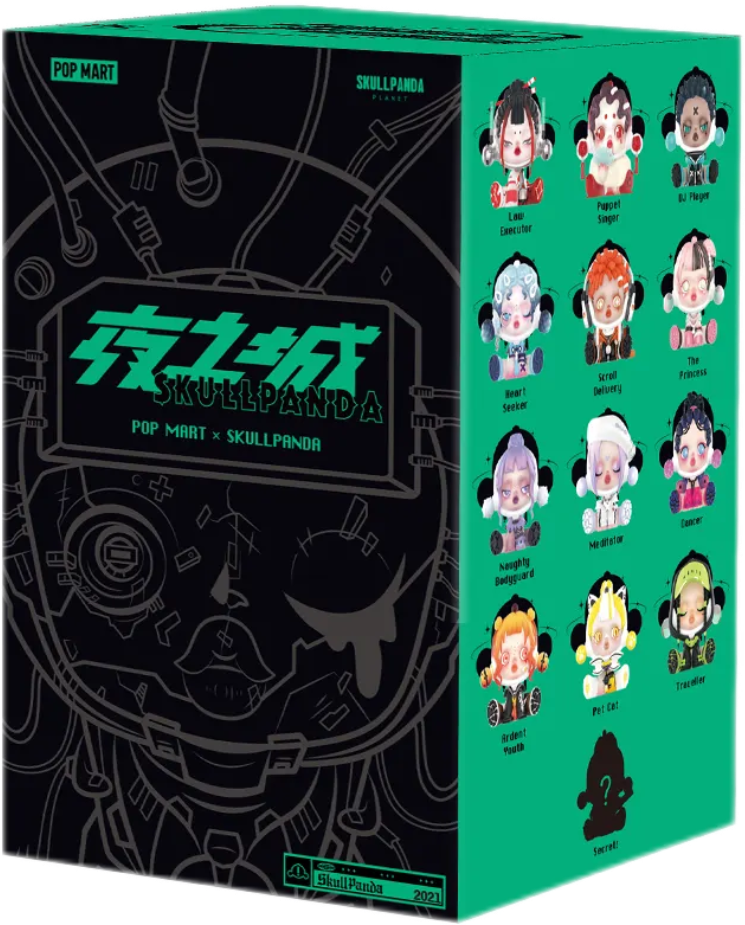 POP MART
SKULLPANDA
PLANET
夜之城
SKULLPANDA
POP MART × SKULLPANDA
SkullPanda
2021
Law
Executor
Puppet
Singer
DJ Player
Heart
Seeker
Scroll
Delivery
The
Princess
Naughty
Bodyguard
Meditator
Dancer
Ardent
Youth
Pet Cat
Traveller
?
Secret